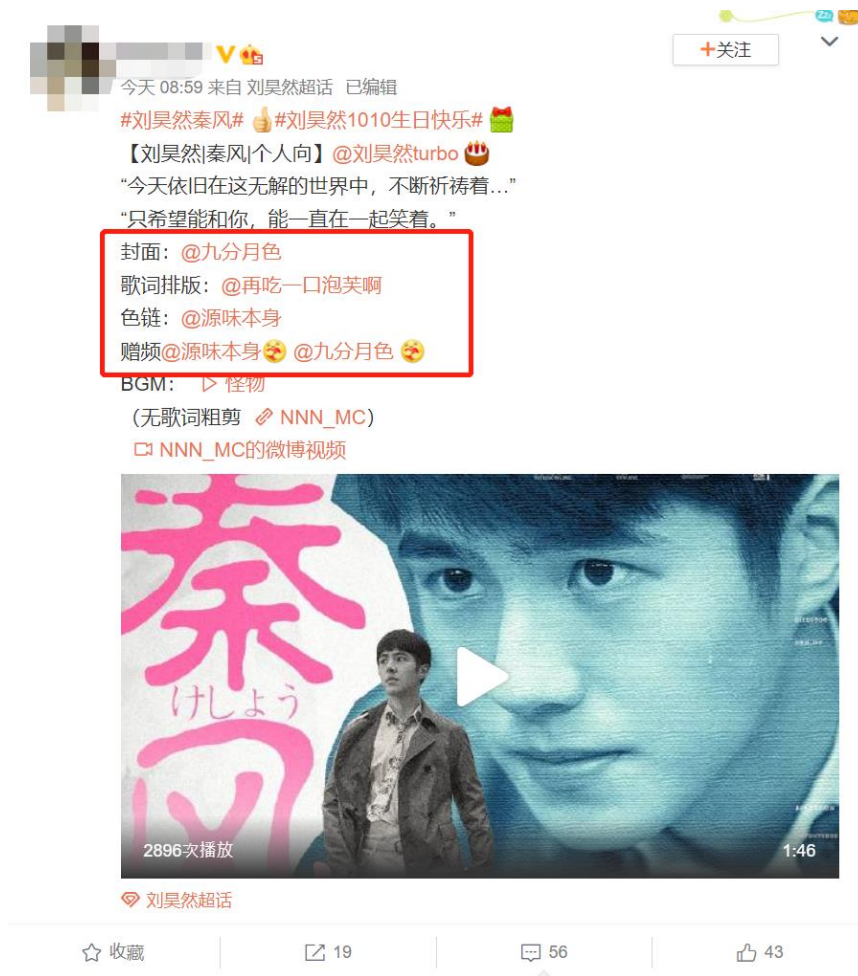 +关注
今天 08:59 来自 刘昊然超话 已编辑
#刘昊然秦风# #刘昊然1010生日快乐#
【刘昊然|秦风|个人向】@刘昊然turbo
“今天依旧在这无解的世界中，不断祈祷着…”
“只希望能和你，能一直在一起笑着。”
封面：@九分月色
歌词排版：@再吃一口泡芙啊
色链：@源味本身
赠频@源味本身 @九分月色
BGM： 怪物
（无歌词粗剪 NNN_MC）
NNN_MC的微博视频
秦风
けしょう
2896次播放
1:46
刘昊然超话
收藏
19
56
43